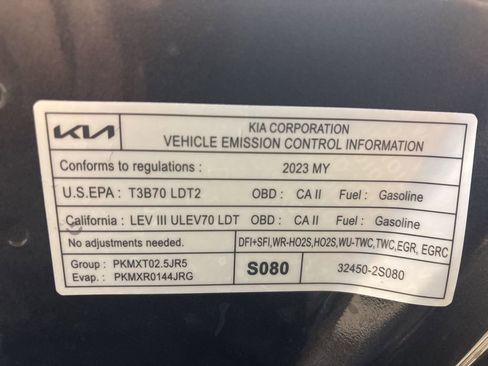 KIA
KIA CORPORATION
VEHICLE EMISSION CONTROL INFORMATION
Conforms to regulations : 2023 MY
U.S.EPA : T3B70 LDT2 OBD : CA II Fuel : Gasoline
California : LEV III ULEV70 LDT OBD : CA II Fuel : Gasoline
No adjustments needed. DFI+SFI,WR-HO2S,HO2S,WU-TWC,TWC,EGR, EGRC
Group : PKMXT02.5JR5
Evap. : PKMXR0144JRG
S080
32450-2S080